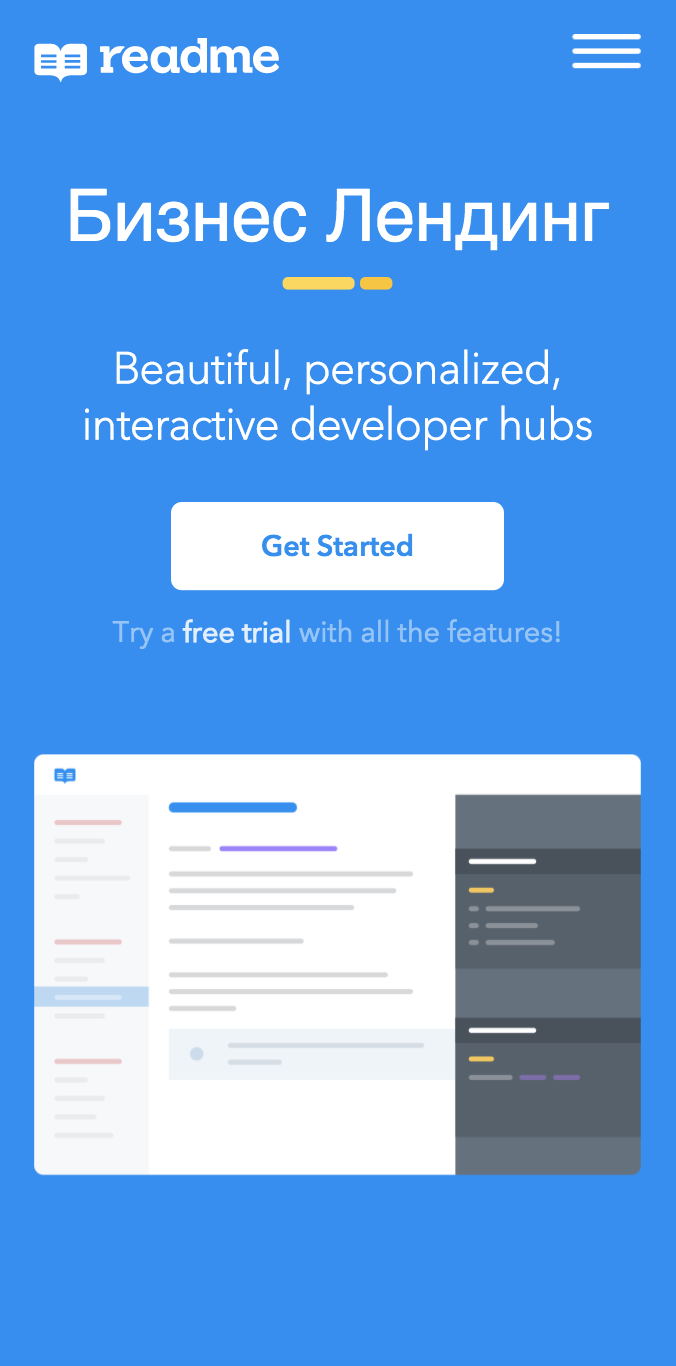 readme
Бизнес Лендинг
Beautiful, personalized,
interactive developer hubs
Get Started
Try a free trial with all the features!